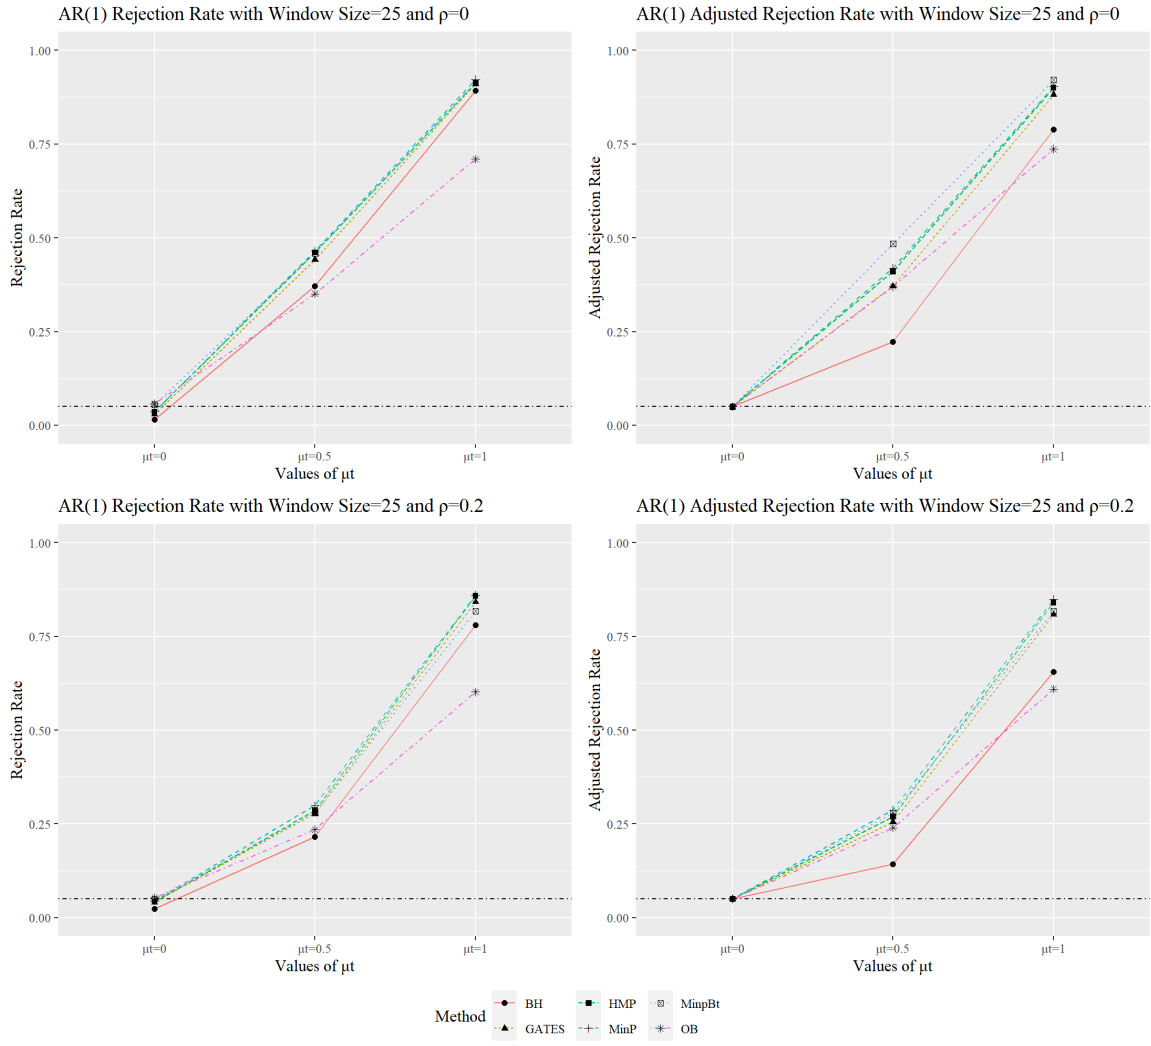 AR(1) Rejection Rate with Window Size=25 and ρ=0
Rejection Rate
1.00
0.75
0.50
0.25
0.00
μt=0
μt=0.5
μt=1
Values of μt
AR(1) Adjusted Rejection Rate with Window Size=25 and ρ=0
Adjusted Rejection Rate
1.00
0.75
0.50
0.25
0.00
μt=0
μt=0.5
μt=1
Values of μt
AR(1) Rejection Rate with Window Size=25 and ρ=0.2
Rejection Rate
1.00
0.75
0.50
0.25
0.00
μt=0
μt=0.5
μt=1
Values of μt
AR(1) Adjusted Rejection Rate with Window Size=25 and ρ=0.2
Adjusted Rejection Rate
1.00
0.75
0.50
0.25
0.00
μt=0
μt=0.5
μt=1
Values of μt
Method
BH
HMP
MinpBt
GATES
MinP
OB